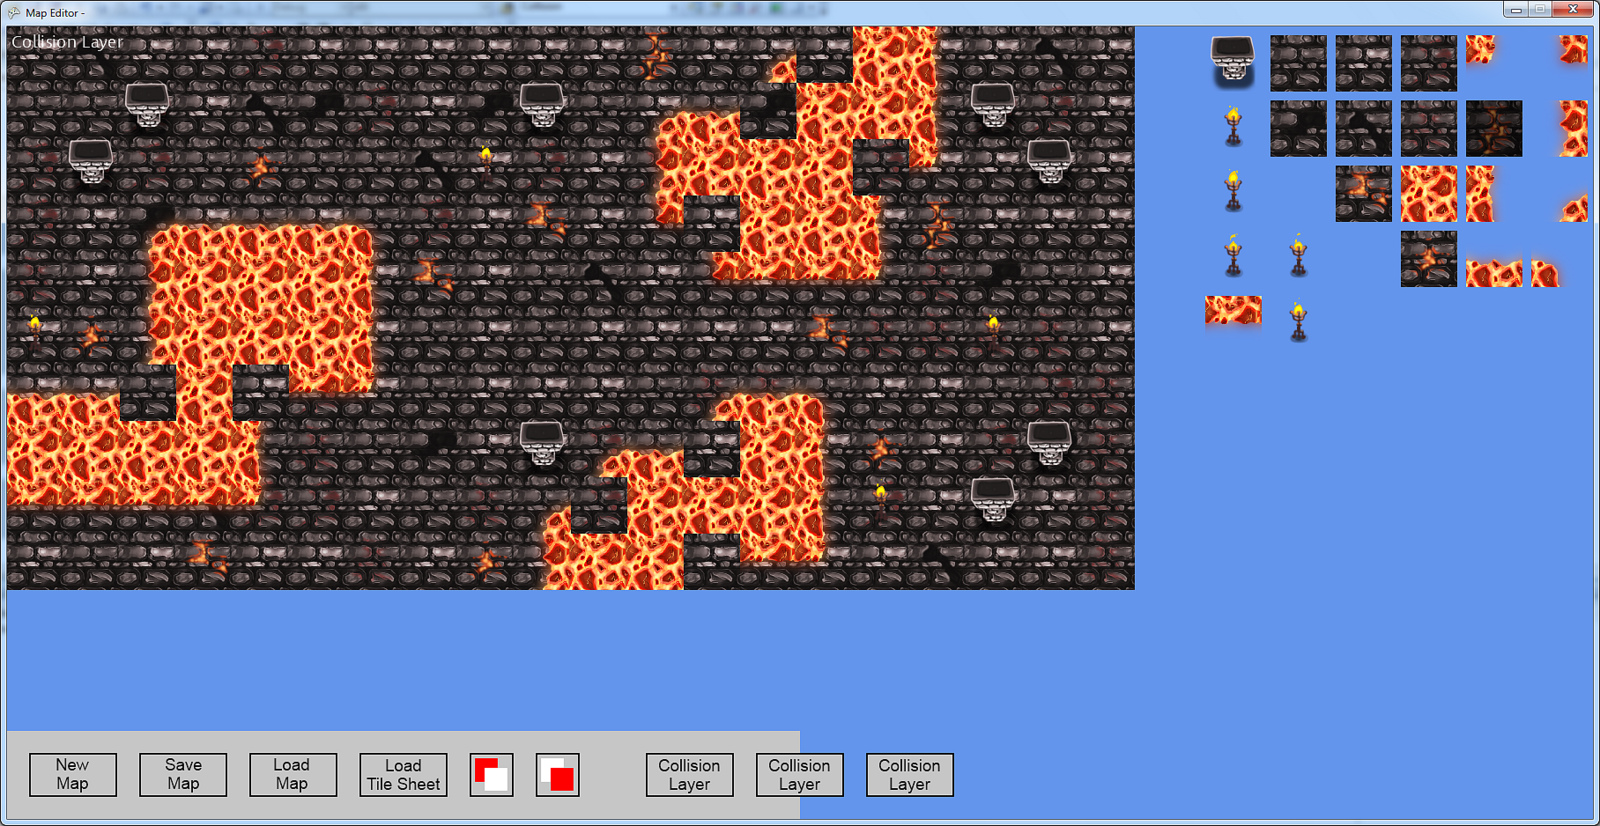 Map Editor -
Collision Layer
New
Map
Save
Map
Load
Map
Load
Tile Sheet
Collision
Layer
Collision
Layer
Collision
Layer